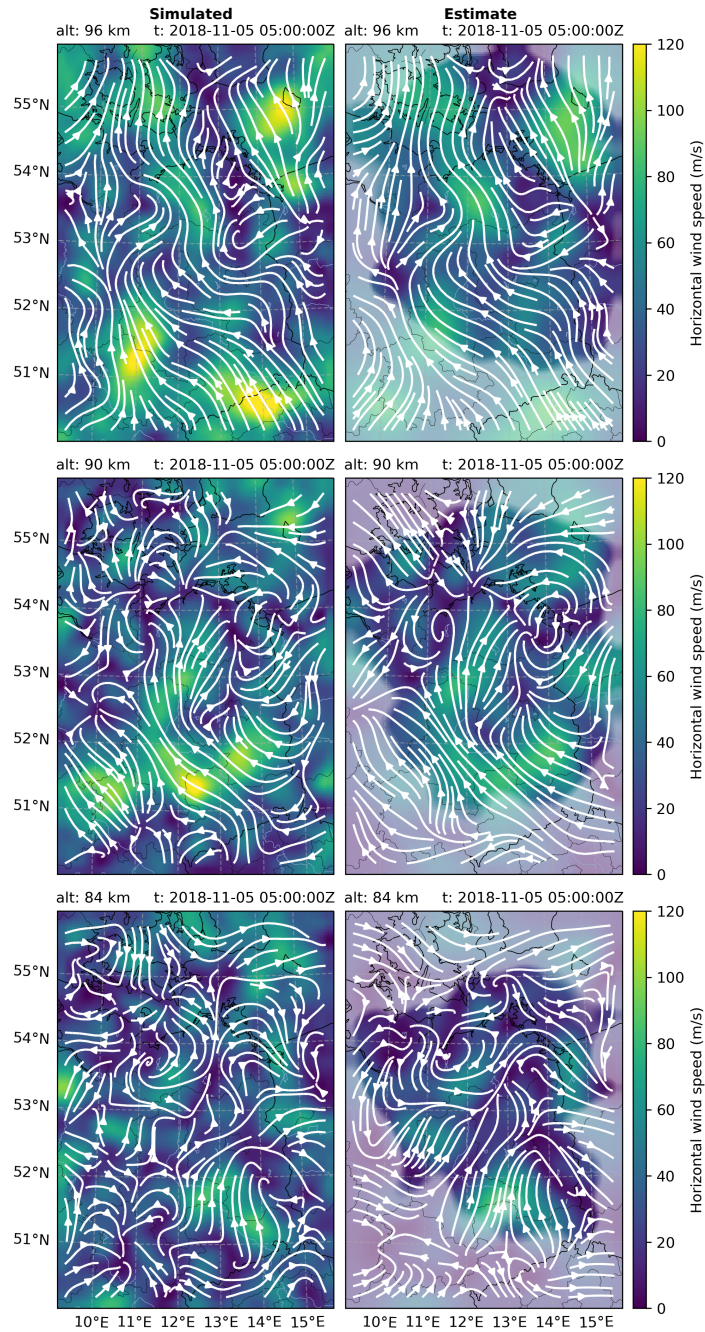 Simulated
Estimate
alt: 96 km t: 2018-11-05 05:00:00Z
alt: 96 km t: 2018-11-05 05:00:00Z
55°N
54°N
53°N
52°N
51°N
120
100
80
60
40
20
0
Horizontal wind speed (m/s)
alt: 90 km t: 2018-11-05 05:00:00Z
alt: 90 km t: 2018-11-05 05:00:00Z
55°N
54°N
53°N
52°N
51°N
120
100
80
60
40
20
0
Horizontal wind speed (m/s)
alt: 84 km t: 2018-11-05 05:00:00Z
alt: 84 km t: 2018-11-05 05:00:00Z
55°N
54°N
53°N
52°N
51°N
120
100
80
60
40
20
0
Horizontal wind speed (m/s)
10°E 11°E 12°E 13°E 14°E 15°E
10°E 11°E 12°E 13°E 14°E 15°E